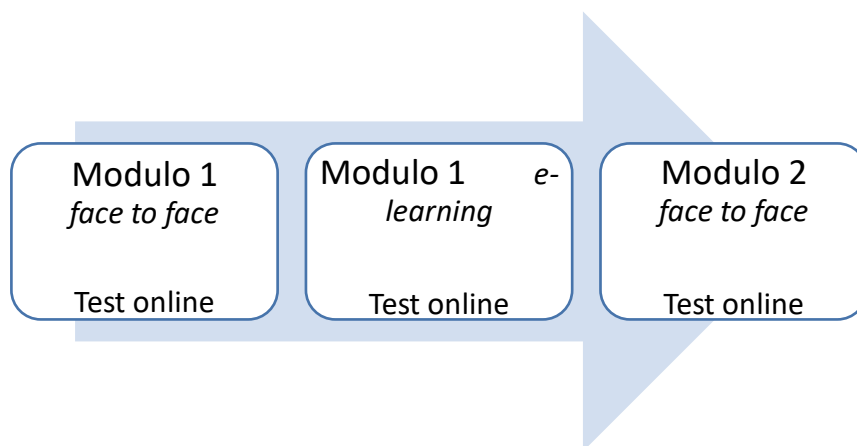 Modulo 1
face to face
Test online
Modulo 1 e-
learning
Test online
Modulo 2
face to face
Test online